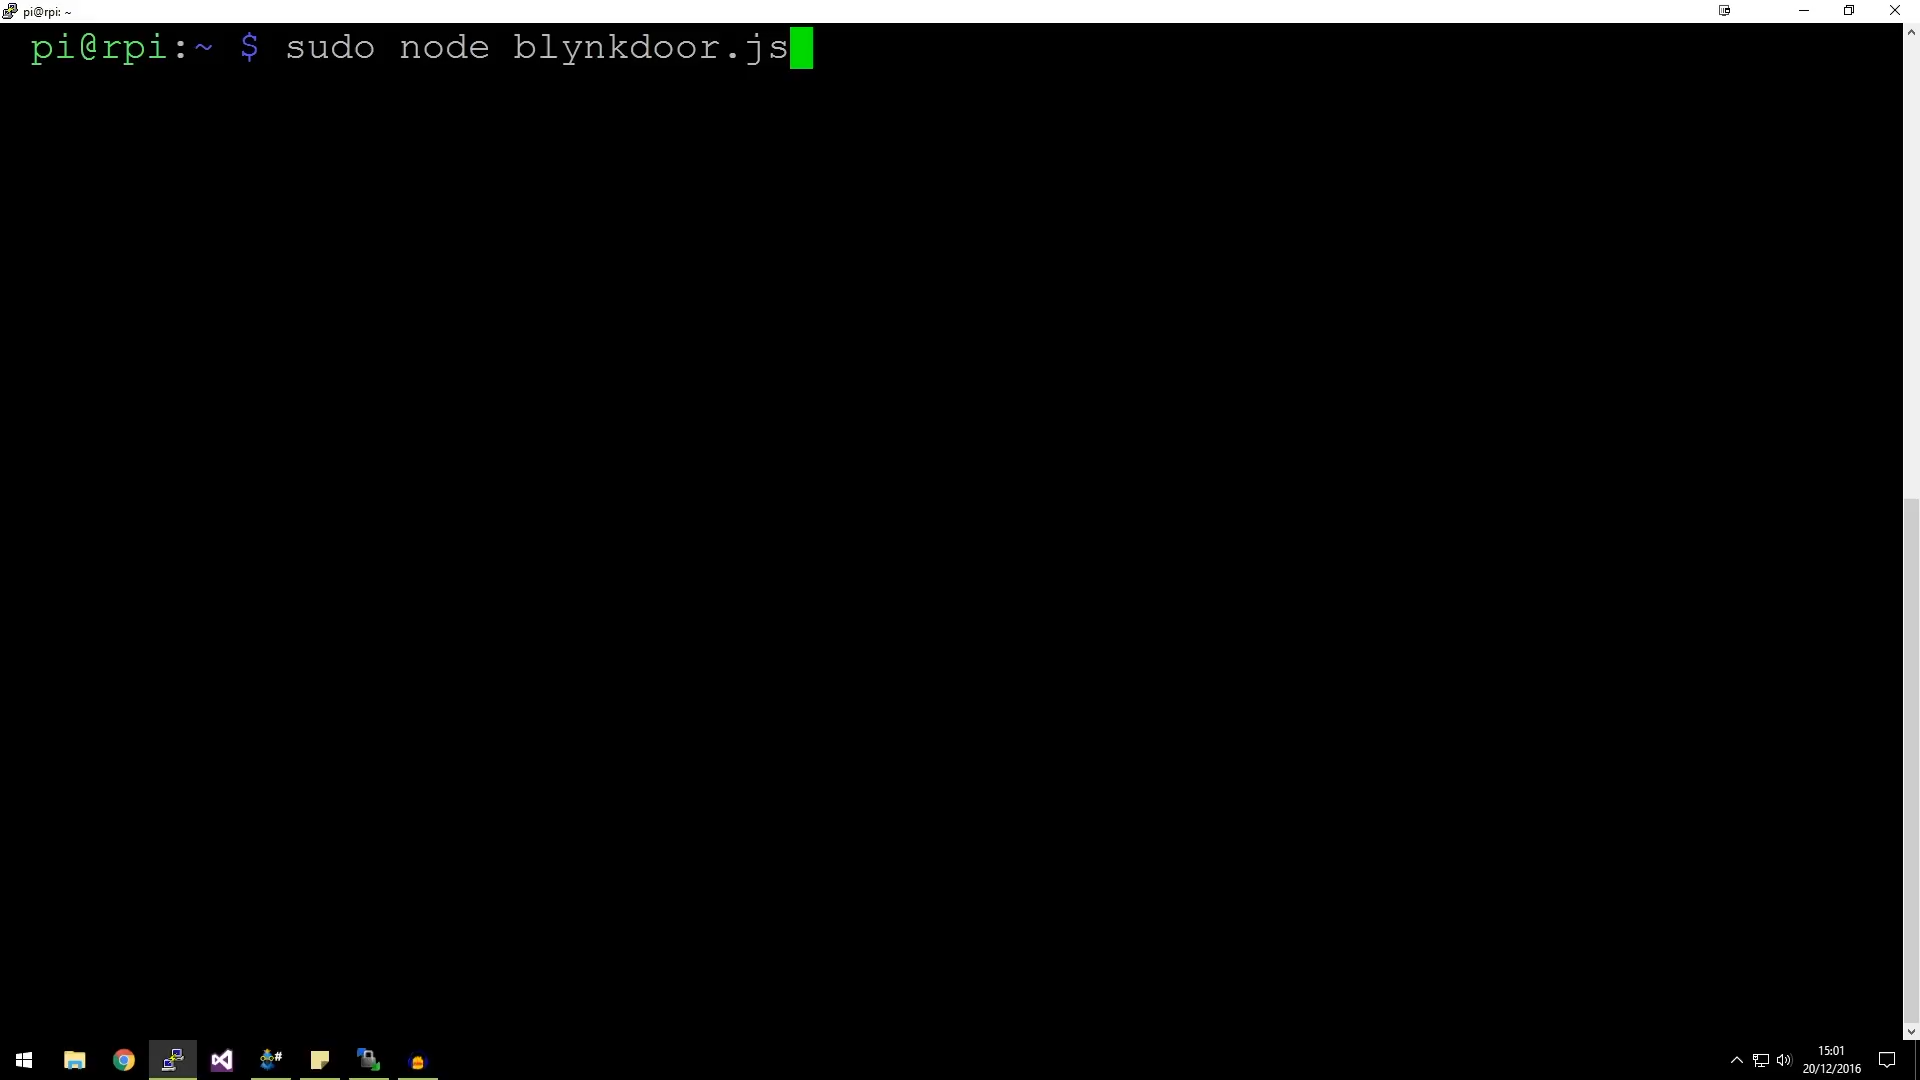 pi@rpi: ~
pi@rpi:~ $ sudo node blynkdoor.js
15:01
20/12/2016